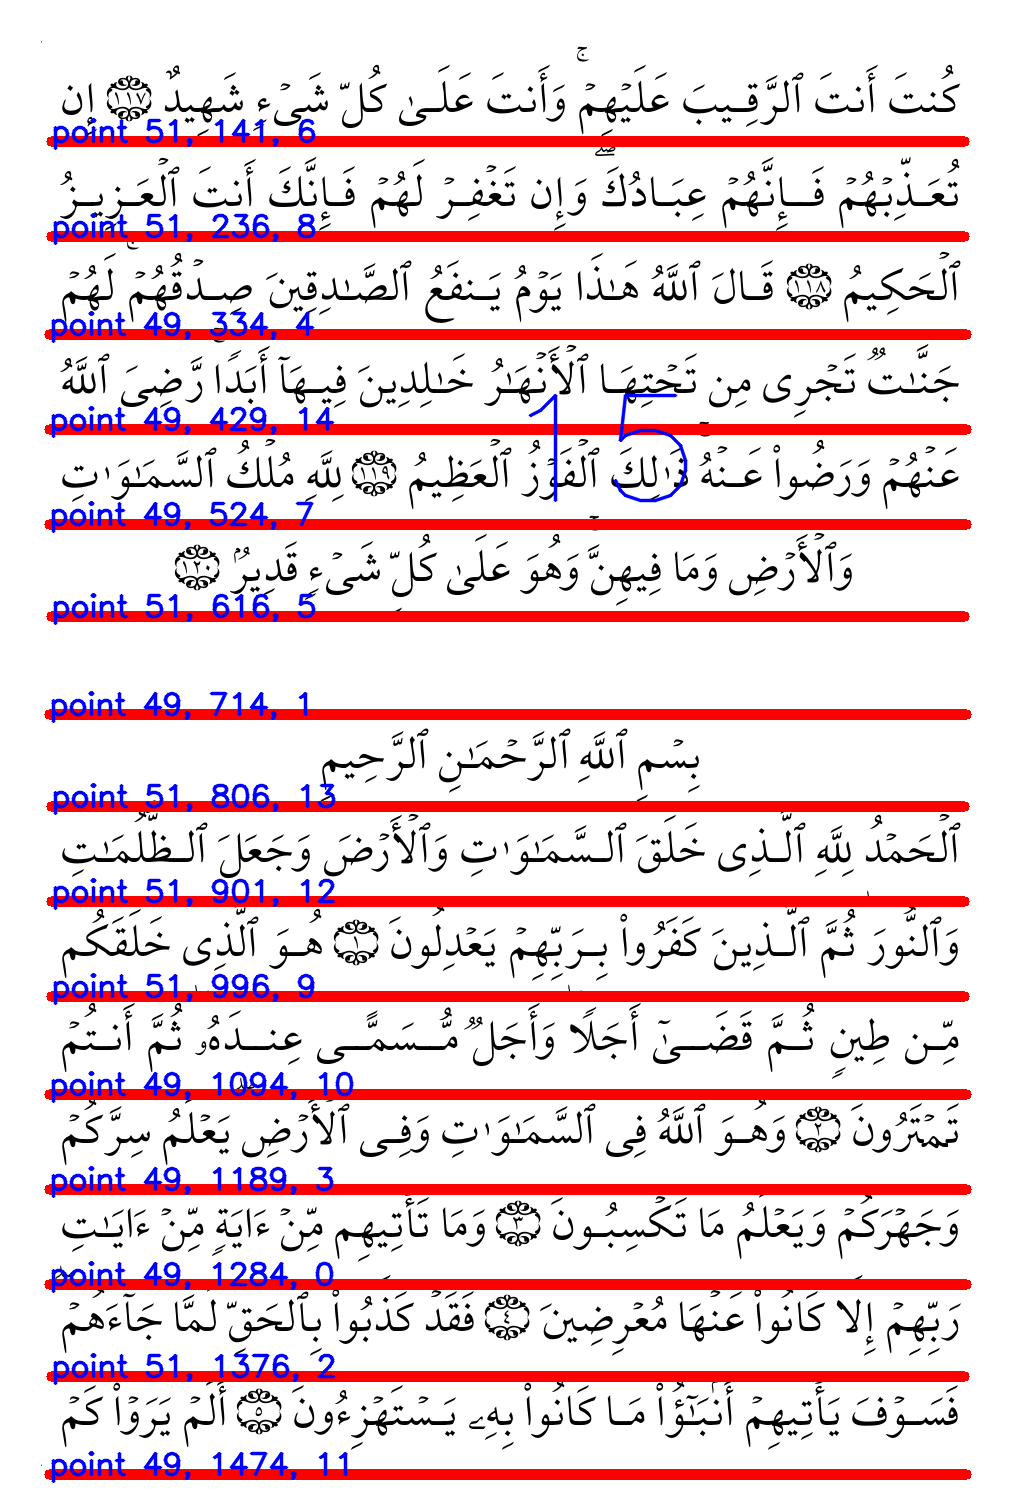 كُنتَ أَنتَ ٱلرَّقِيبَ عَلَيۡهِمۡۚ وَأَنتَ عَلَىٰ كُلِّ شَىۡءٖ شَهِيدٌ ١١٧ إِن
point 51, 141, 6
تُعَذِّبۡهُمۡ فَإِنَّهُمۡ عِبَادُكَۖ وَإِن تَغۡفِرۡ لَهُمۡ فَإِنَّكَ أَنتَ ٱلۡعَزِيزُ
point 51, 236, 8
ٱلۡحَكِيمُ ١١٨ قَالَ ٱللَّهُ هَـٰذَا يَوۡمُ يَنفَعُ ٱلصَّـٰدِقِينَ صِدۡقُهُمۡۚ لَهُمۡ
point 49, 334, 4
جَنَّـٰتٞ تَجۡرِى مِن تَحۡتِهَا ٱلۡأَنۡهَـٰرُ خَـٰلِدِينَ فِيهَآ أَبَدٗاۚ رَّضِىَ ٱللَّهُ
point 49, 429, 14
15
عَنۡهُمۡ وَرَضُواْ عَنۡهُۚ ذَٰلِكَ ٱلۡفَوۡزُ ٱلۡعَظِيمُ ١١٩ لِلَّهِ مُلۡكُ ٱلسَّمَـٰوَٰتِ
point 49, 524, 7
وَٱلۡأَرۡضِ وَمَا فِيهِنَّۚ وَهُوَ عَلَىٰ كُلِّ شَىۡءٖ قَدِيرُۢ ١٢٠
point 51, 616, 5
point 49, 714, 1
بِسۡمِ ٱللَّهِ ٱلرَّحۡمَـٰنِ ٱلرَّحِيمِ
point 51, 806, 13
ٱلۡحَمۡدُ لِلَّهِ ٱلَّذِى خَلَقَ ٱلسَّمَـٰوَٰتِ وَٱلۡأَرۡضَ وَجَعَلَ ٱلظُّلُمَـٰتِ
point 51, 901, 12
وَٱلنُّورَۖ ثُمَّ ٱلَّذِينَ كَفَرُواْ بِرَبِّهِمۡ يَعۡدِلُونَ ١ هُوَ ٱلَّذِى خَلَقَكُم
point 51, 996, 9
مِّن طِينٖ ثُمَّ قَضَىٰٓ أَجَلٗاۖ وَأَجَلٞ مُّسَمًّى عِندَهُۥۖ ثُمَّ أَنتُمۡ
point 49, 1094, 10
تَمۡتَرُونَ ٢ وَهُوَ ٱللَّهُ فِى ٱلسَّمَـٰوَٰتِ وَفِى ٱلۡأَرۡضِ يَعۡلَمُ سِرَّكُمۡ
point 49, 1189, 3
وَجَهۡرَكُمۡ وَيَعۡلَمُ مَا تَكۡسِبُونَ ٣ وَمَا تَأۡتِيهِم مِّنۡ ءَايَةٖ مِّنۡ ءَايَـٰتِ
point 49, 1284, 0
رَبِّهِمۡ إِلَّا كَانُواْ عَنۡهَا مُعۡرِضِينَ ٤ فَقَدۡ كَذَّبُواْ بِٱلۡحَقِّ لَمَّا جَآءَهُمۡ
point 51, 1376, 2
فَسَوۡفَ يَأۡتِيهِمۡ أَنۢبَـٰٓؤُاْ مَا كَانُواْ بِهِۦ يَسۡتَهۡزِءُونَ ٥ أَلَمۡ يَرَوۡاْ كَمۡ
point 49, 1474, 11